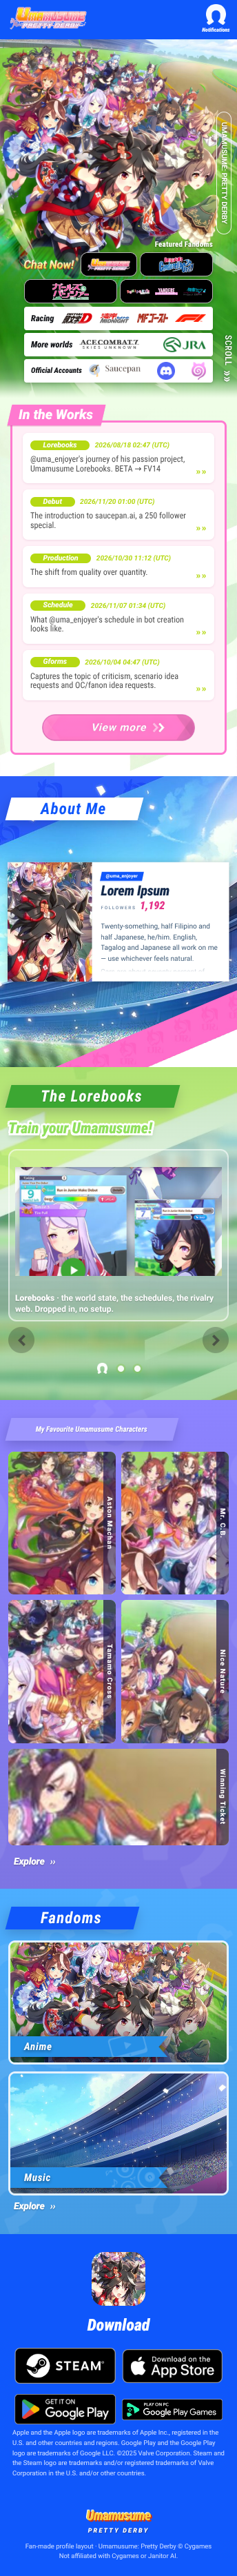 Umamusume
PRETTY DERBY
Notifications
UMAMUSUME: PRETTY DERBY
Featured Fandoms
Chat Now!
Umamusume
PRETTY DERBY
Racing
MFゴースト
F1
More worlds
ACE COMBAT 7
SKIES UNKNOWN
JRA
Official Accounts
Saucepan
SCROLL
In the Works
Lorebooks
2026/08/18 02:47 (UTC)
@uma_enjoyer's journey of his passion project,
Umamusume Lorebooks. BETA → FV14
Debut
2026/11/20 01:00 (UTC)
The introduction to saucepan.ai, a 250 follower
special.
Production
2026/10/30 11:12 (UTC)
The shift from quality over quantity.
Schedule
2026/11/07 01:34 (UTC)
What @uma_enjoyer's schedule in bot creation
looks like.
Gforms
2026/10/04 04:47 (UTC)
Captures the topic of criticism, scenario idea
requests and OC/fanon idea requests.
View more
About Me
@uma_enjoyer
Lorem Ipsum
FOLLOWERS 1,192
Twenty-something, half Filipino and
half Japanese, he/him. English,
Tagalog and Japanese all work on me
— use whichever feels natural.
The Lorebooks
Train your Umamusume!
Lorebooks · the world state, the schedules, the rivalry
web. Dropped in, no setup.
My Favourite Umamusume Characters
Aston Machan
Mr. C.B.
Tamamo Cross
Nice Nature
Winning Ticket
Explore ››
Fandoms
Anime
Music
Explore ››
Download
STEAM
Download on the
App Store
GET IT ON
Google Play
PLAY ON PC
Google Play Games
Apple and the Apple logo are trademarks of Apple Inc., registered in the
U.S. and other countries and regions. Google Play and the Google Play
logo are trademarks of Google LLC. ©2025 Valve Corporation. Steam and
the Steam logo are trademarks and/or registered trademarks of Valve
Corporation in the U.S. and/or other countries.
Umamusume
PRETTY DERBY
Fan-made profile layout · Umamusume: Pretty Derby © Cygames
Not affiliated with Cygames or Janitor AI.